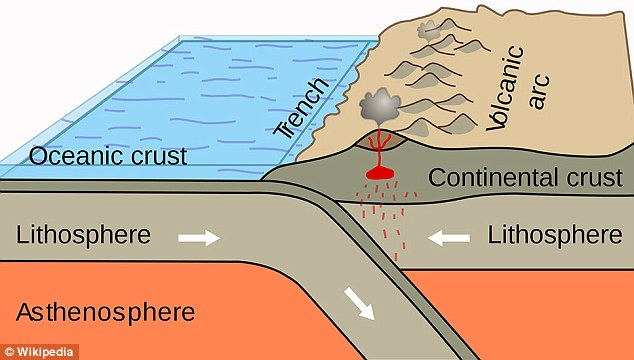 Trench
Volcanic
arc
Oceanic crust
Continental crust
Lithosphere
Lithosphere
Asthenosphere
© Wikipedia